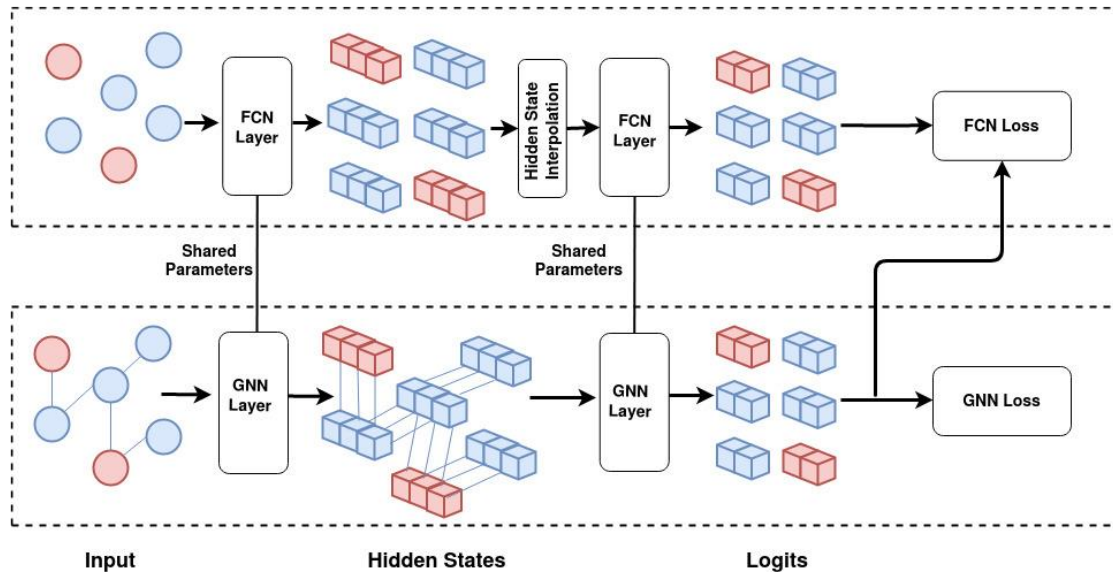 FCN
Layer
Hidden State
Interpolation
FCN
Layer
FCN Loss
Shared
Parameters
Shared
Parameters
GNN
Layer
GNN
Layer
GNN Loss
Input
Hidden States
Logits